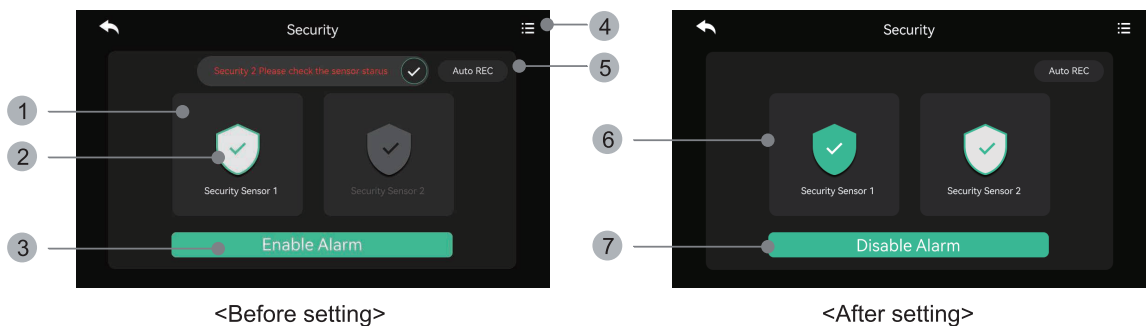 Security
4
Security 2 Please check the sensor status
Auto REC
5
1
2
Security Sensor 1
Security Sensor 2
3
Enable Alarm
<Before setting>
Security
Auto REC
6
Security Sensor 1
Security Sensor 2
7
Disable Alarm
<After setting>